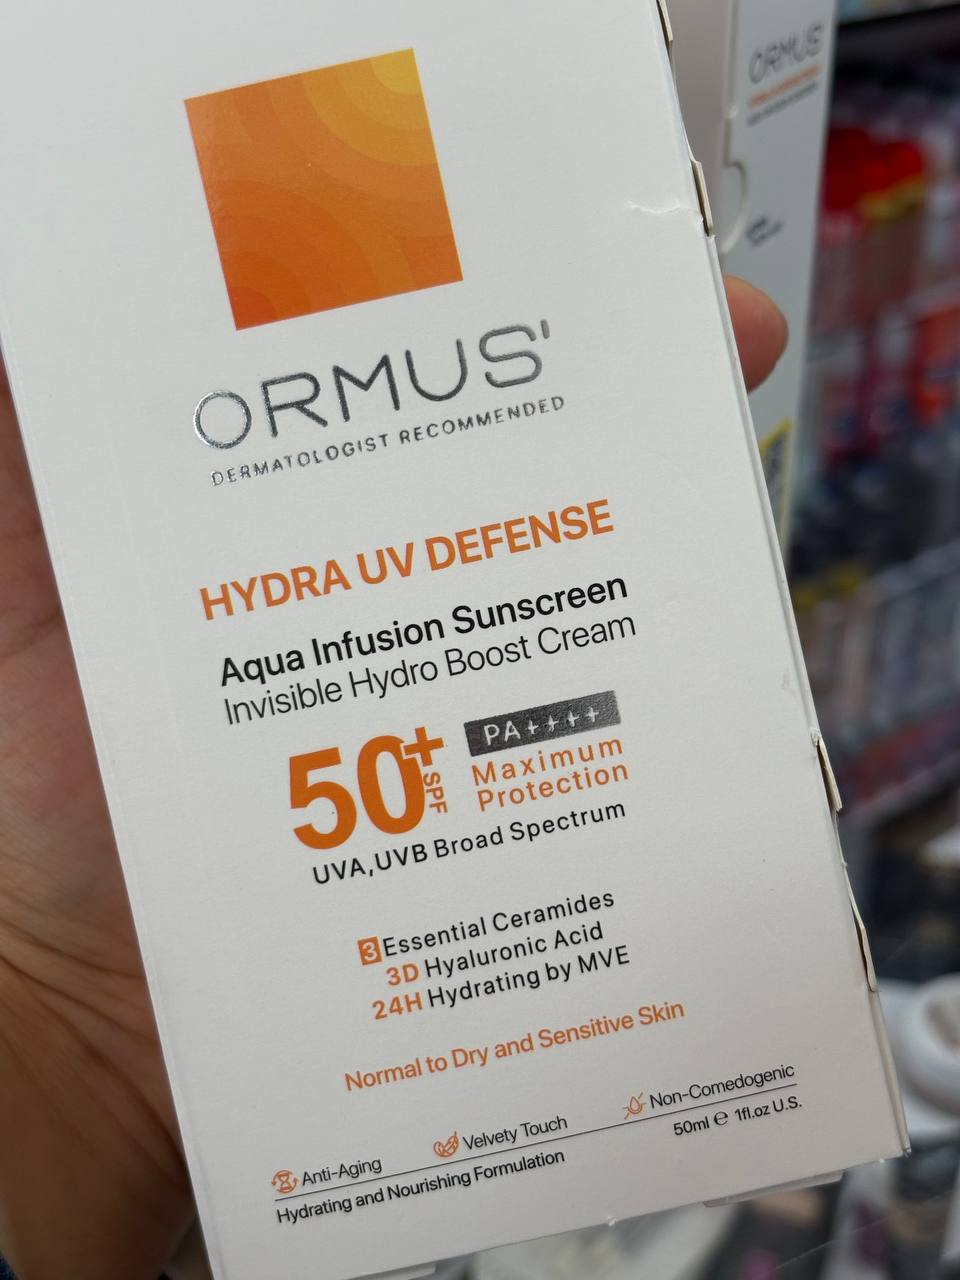 ORMUS'
DERMATOLOGIST RECOMMENDED
HYDRA UV DEFENSE
Aqua Infusion Sunscreen
Invisible Hydro Boost Cream
50+ SPF
PA++++
Maximum
Protection
UVA,UVB Broad Spectrum
3 Essential Ceramides
3D Hyaluronic Acid
24H Hydrating by MVE
Normal to Dry and Sensitive Skin
Anti-Aging
Velvety Touch
Non-Comedogenic
Hydrating and Nourishing Formulation
50ml ℮ 1fl.oz U.S.
ORMUS'